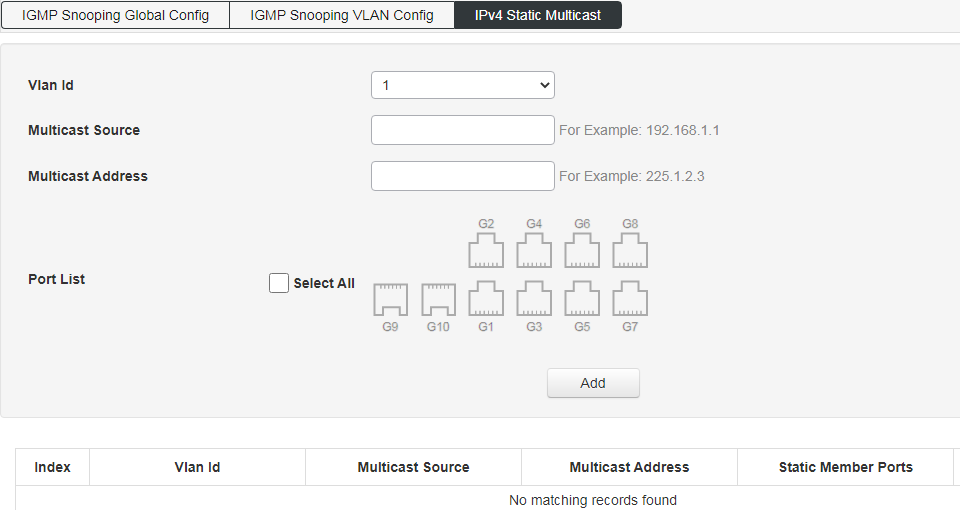 IGMP Snooping Global Config IGMP Snooping VLAN Config IPv4 Static Multicast
Vlan Id 1
Multicast Source For Example: 192.168.1.1
Multicast Address For Example: 225.1.2.3
G2 G4 G6 G8
Port List Select All
G9 G10 G1 G3 G5 G7
Add
Index Vlan Id Multicast Source Multicast Address Static Member Ports
No matching records found